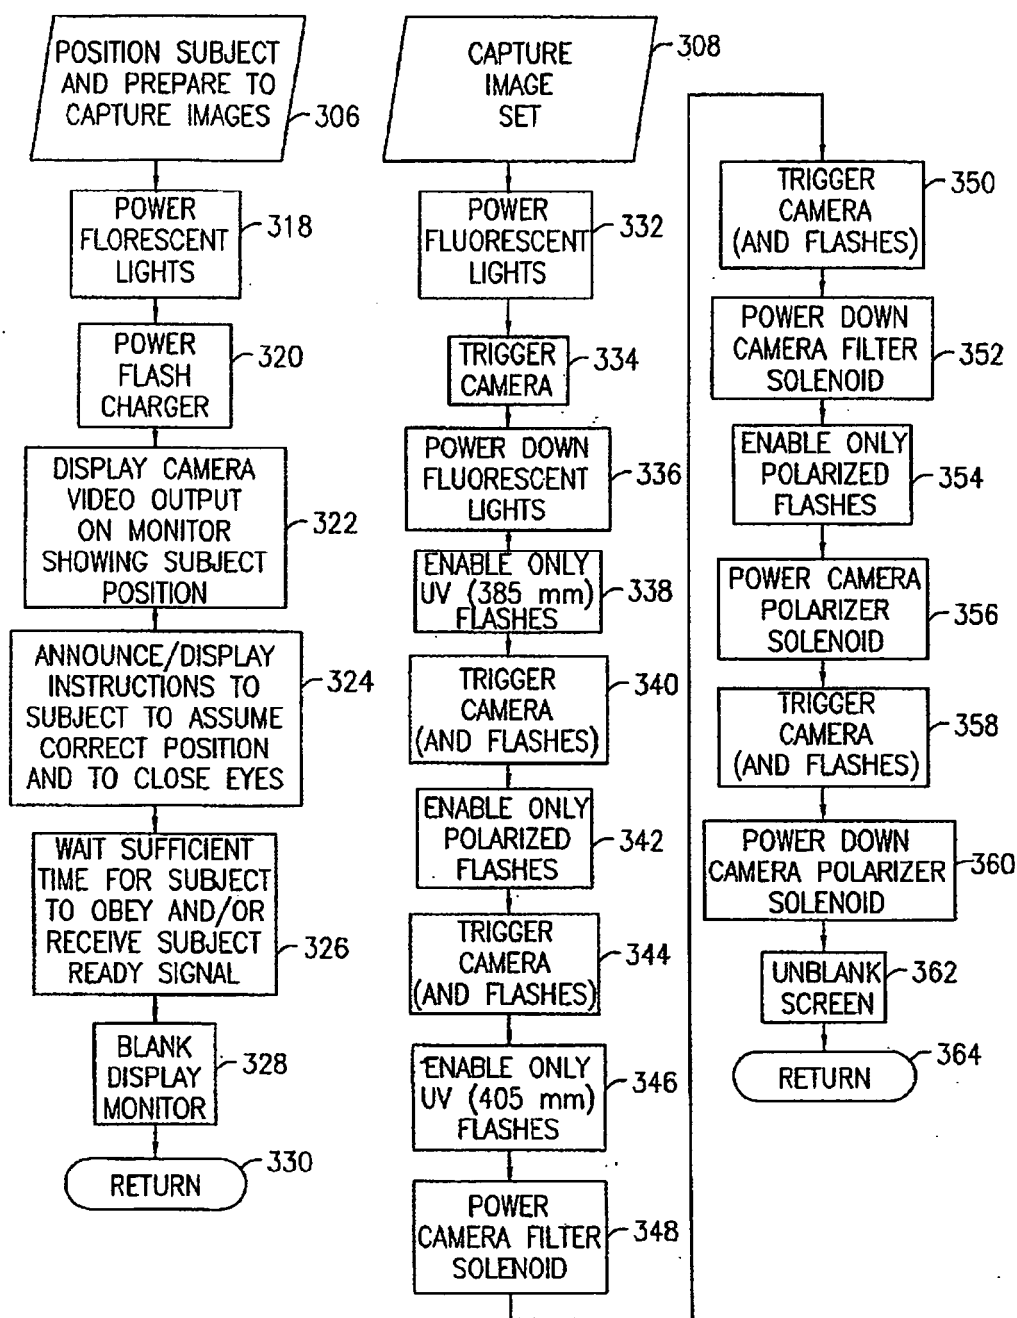 POSITION SUBJECT
AND PREPARE TO
CAPTURE IMAGES
306
POWER
FLORESCENT
LIGHTS
318
POWER
FLASH
CHARGER
320
DISPLAY CAMERA
VIDEO OUTPUT
ON MONITOR
SHOWING SUBJECT
POSITION
322
ANNOUNCE/DISPLAY
INSTRUCTIONS TO
SUBJECT TO ASSUME
CORRECT POSITION
AND TO CLOSE EYES
324
WAIT SUFFICIENT
TIME FOR SUBJECT
TO OBEY AND/OR
RECEIVE SUBJECT
READY SIGNAL
326
BLANK
DISPLAY
MONITOR
328
RETURN
330
CAPTURE
IMAGE
SET
308
POWER
FLUORESCENT
LIGHTS
332
TRIGGER
CAMERA
334
POWER DOWN
FLUORESCENT
LIGHTS
336
ENABLE ONLY
UV (385 mm)
FLASHES
338
TRIGGER
CAMERA
(AND FLASHES)
340
ENABLE ONLY
POLARIZED
FLASHES
342
TRIGGER
CAMERA
(AND FLASHES)
344
ENABLE ONLY
UV (405 mm)
FLASHES
346
POWER
CAMERA FILTER
SOLENOID
348
TRIGGER
CAMERA
(AND FLASHES)
350
POWER DOWN
CAMERA FILTER
SOLENOID
352
ENABLE ONLY
POLARIZED
FLASHES
354
POWER CAMERA
POLARIZER
SOLENOID
356
TRIGGER
CAMERA
(AND FLASHES)
358
POWER DOWN
CAMERA POLARIZER
SOLENOID
360
UNBLANK
SCREEN
362
RETURN
364